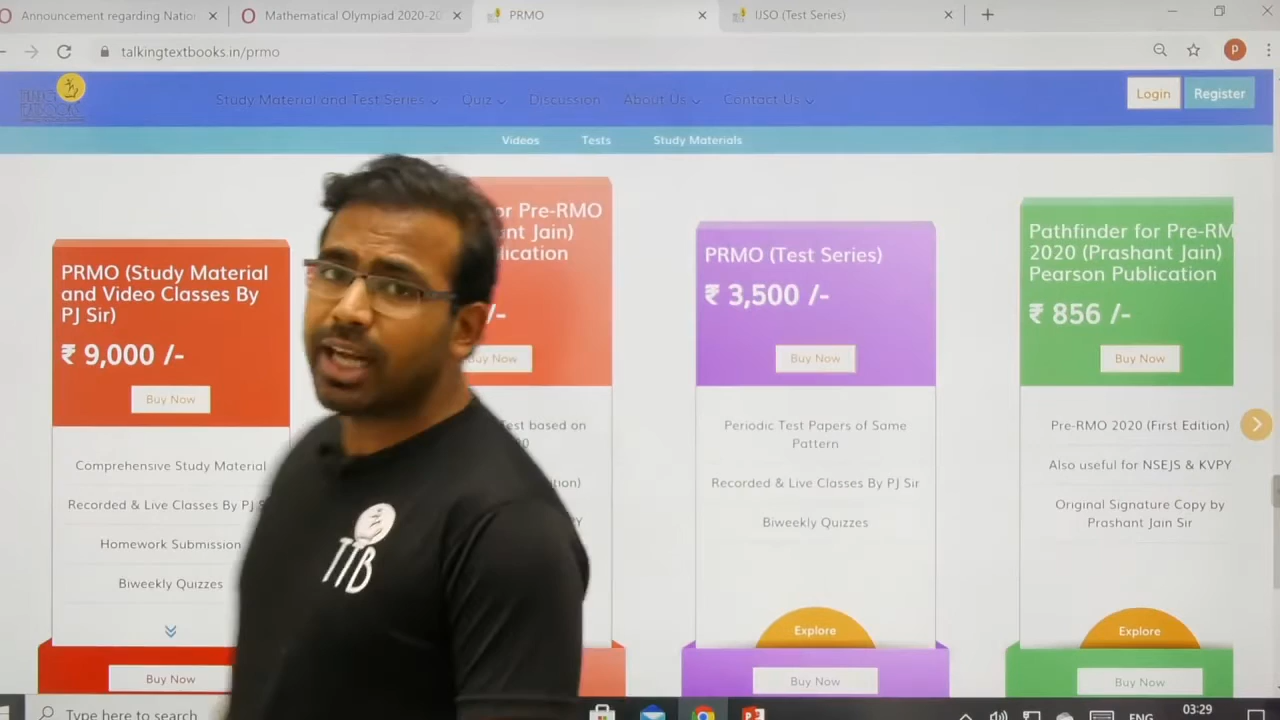 Announcement regarding Nation
Mathematical Olympiad 2020-20
PRMO
IJSO (Test Series)
talkingtextbooks.in/prmo
P
Study Material and Test Series
Quiz
Discussion
About Us
Contact Us
Login
Register
Videos
Tests
Study Materials
PRMO (Study Material
and Video Classes By
PJ Sir)
₹ 9,000 /-
Buy Now
Comprehensive Study Material
Recorded & Live Classes By PJ S
Homework Submission
Biweekly Quizzes
Buy Now
or Pre-RMO
ant Jain)
lication
/-
Buy Now
Test based on
0
tion)
Y
PRMO (Test Series)
₹ 3,500 /-
Buy Now
Periodic Test Papers of Same
Pattern
Recorded & Live Classes By PJ Sir
Biweekly Quizzes
Explore
Buy Now
Pathfinder for Pre-RM
2020 (Prashant Jain)
Pearson Publication
₹ 856 /-
Buy Now
Pre-RMO 2020 (First Edition)
Also useful for NSEJS & KVPY
Original Signature Copy by
Prashant Jain Sir
Explore
Buy Now
TTB
Type here to search
ENG
03:29